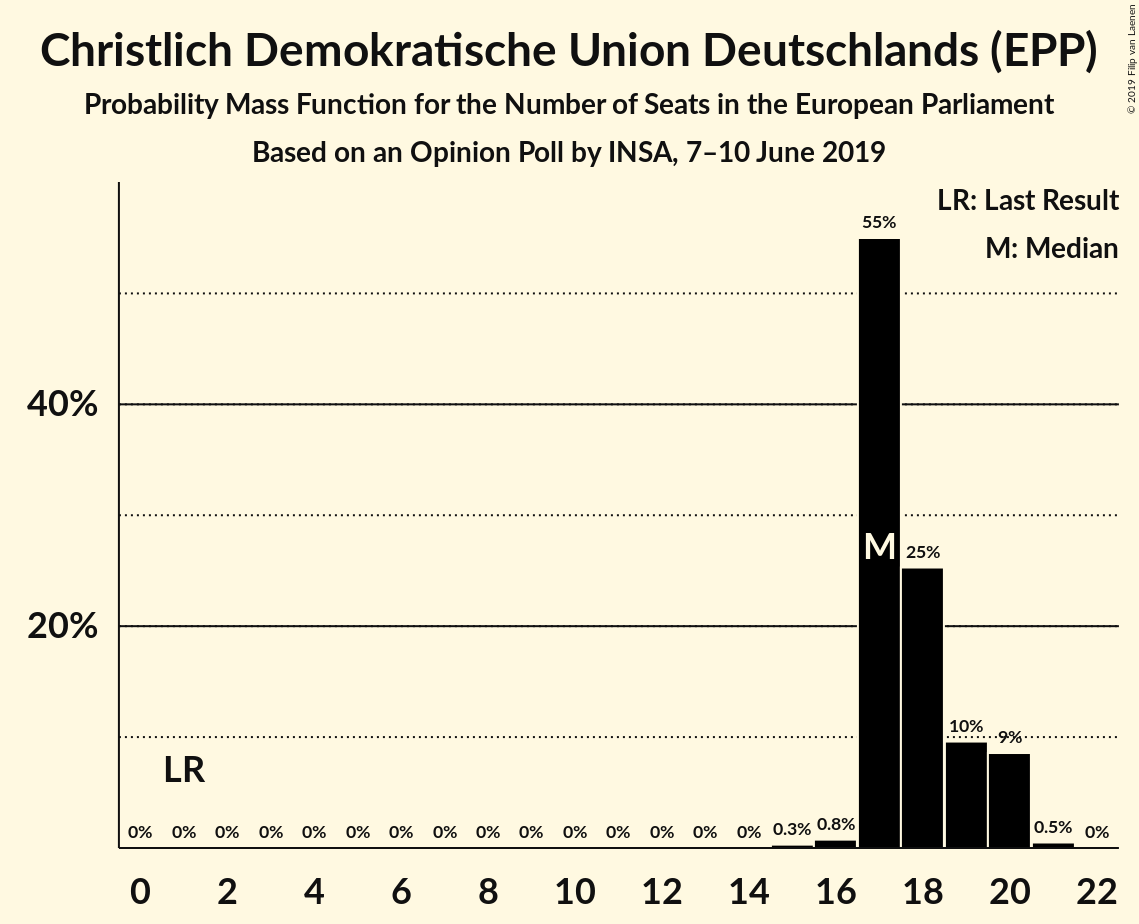 © 2019 Filip van Laenen
Christlich Demokratische Union Deutschlands (EPP)
Probability Mass Function for the Number of Seats in the European Parliament
Based on an Opinion Poll by INSA, 7–10 June 2019
LR: Last Result
M: Median
55%
40%
M
25%
20%
10%
9%
LR
0% 0% 0% 0% 0% 0% 0% 0% 0% 0% 0% 0% 0% 0% 0% 0.3% 0.8% 0.5% 0%
0 2 4 6 8 10 12 14 16 18 20 22